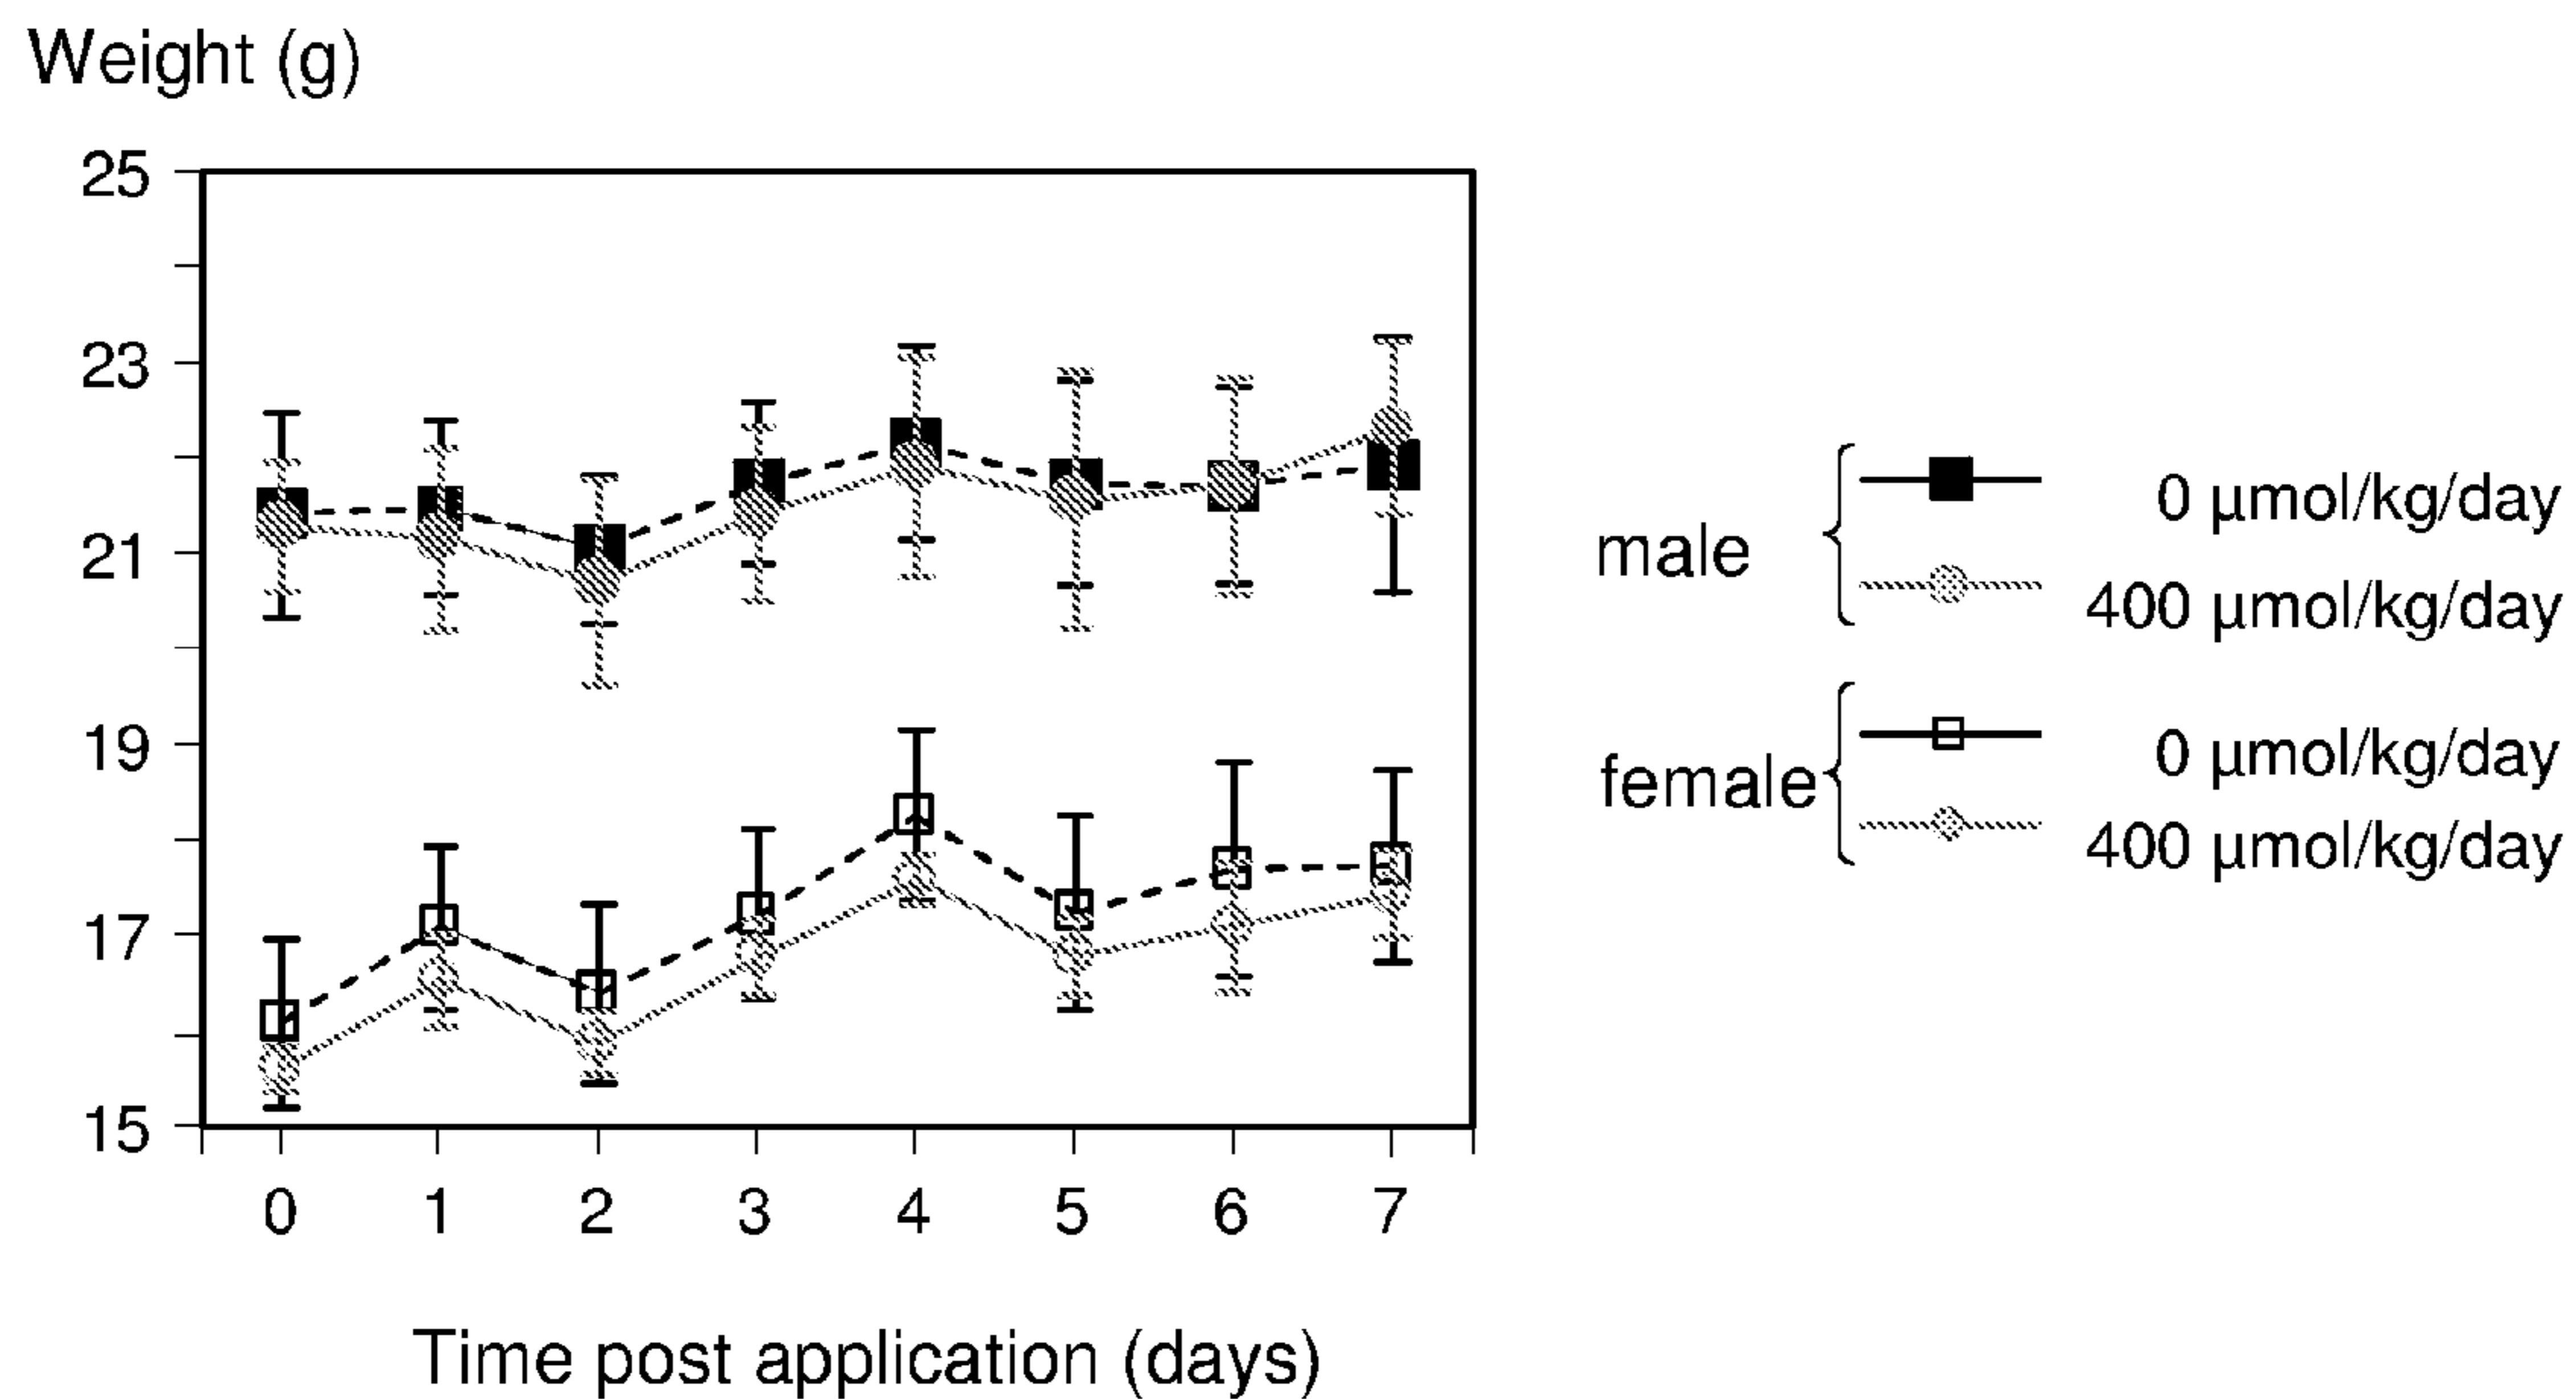 Weight (g)
25
23
21
19
17
15
0 1 2 3 4 5 6 7
Time post application (days)
male
0 µmol/kg/day
400 µmol/kg/day
female
0 µmol/kg/day
400 µmol/kg/day